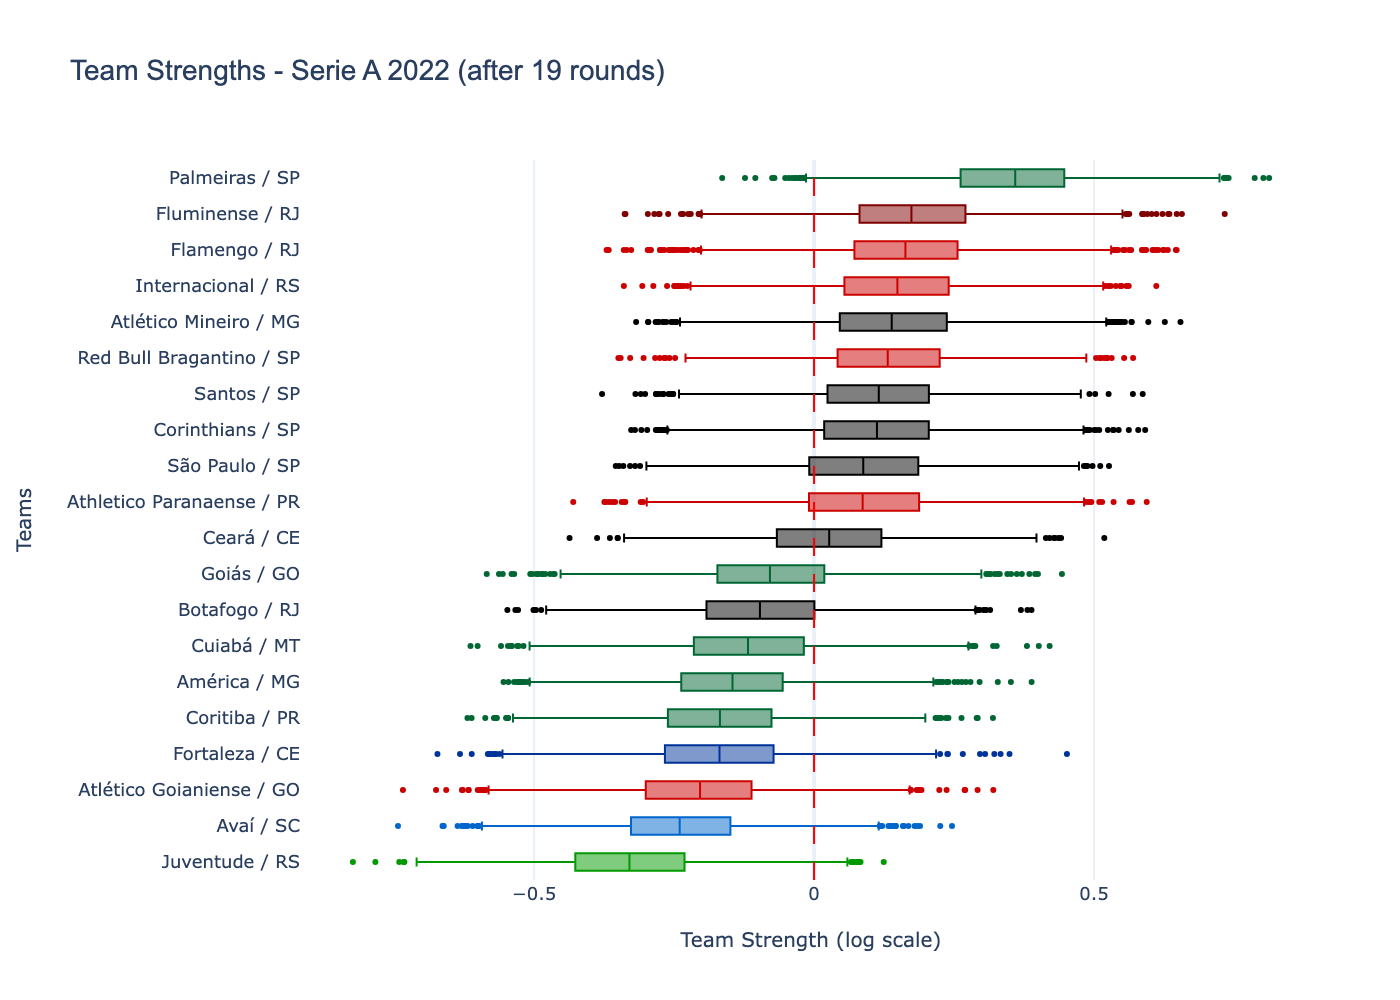 Team Strengths - Serie A 2022 (after 19 rounds)
Teams
Palmeiras / SP
Fluminense / RJ
Flamengo / RJ
Internacional / RS
Atlético Mineiro / MG
Red Bull Bragantino / SP
Santos / SP
Corinthians / SP
São Paulo / SP
Athletico Paranaense / PR
Ceará / CE
Goiás / GO
Botafogo / RJ
Cuiabá / MT
América / MG
Coritiba / PR
Fortaleza / CE
Atlético Goianiense / GO
Avaí / SC
Juventude / RS
−0.5 0 0.5
Team Strength (log scale)